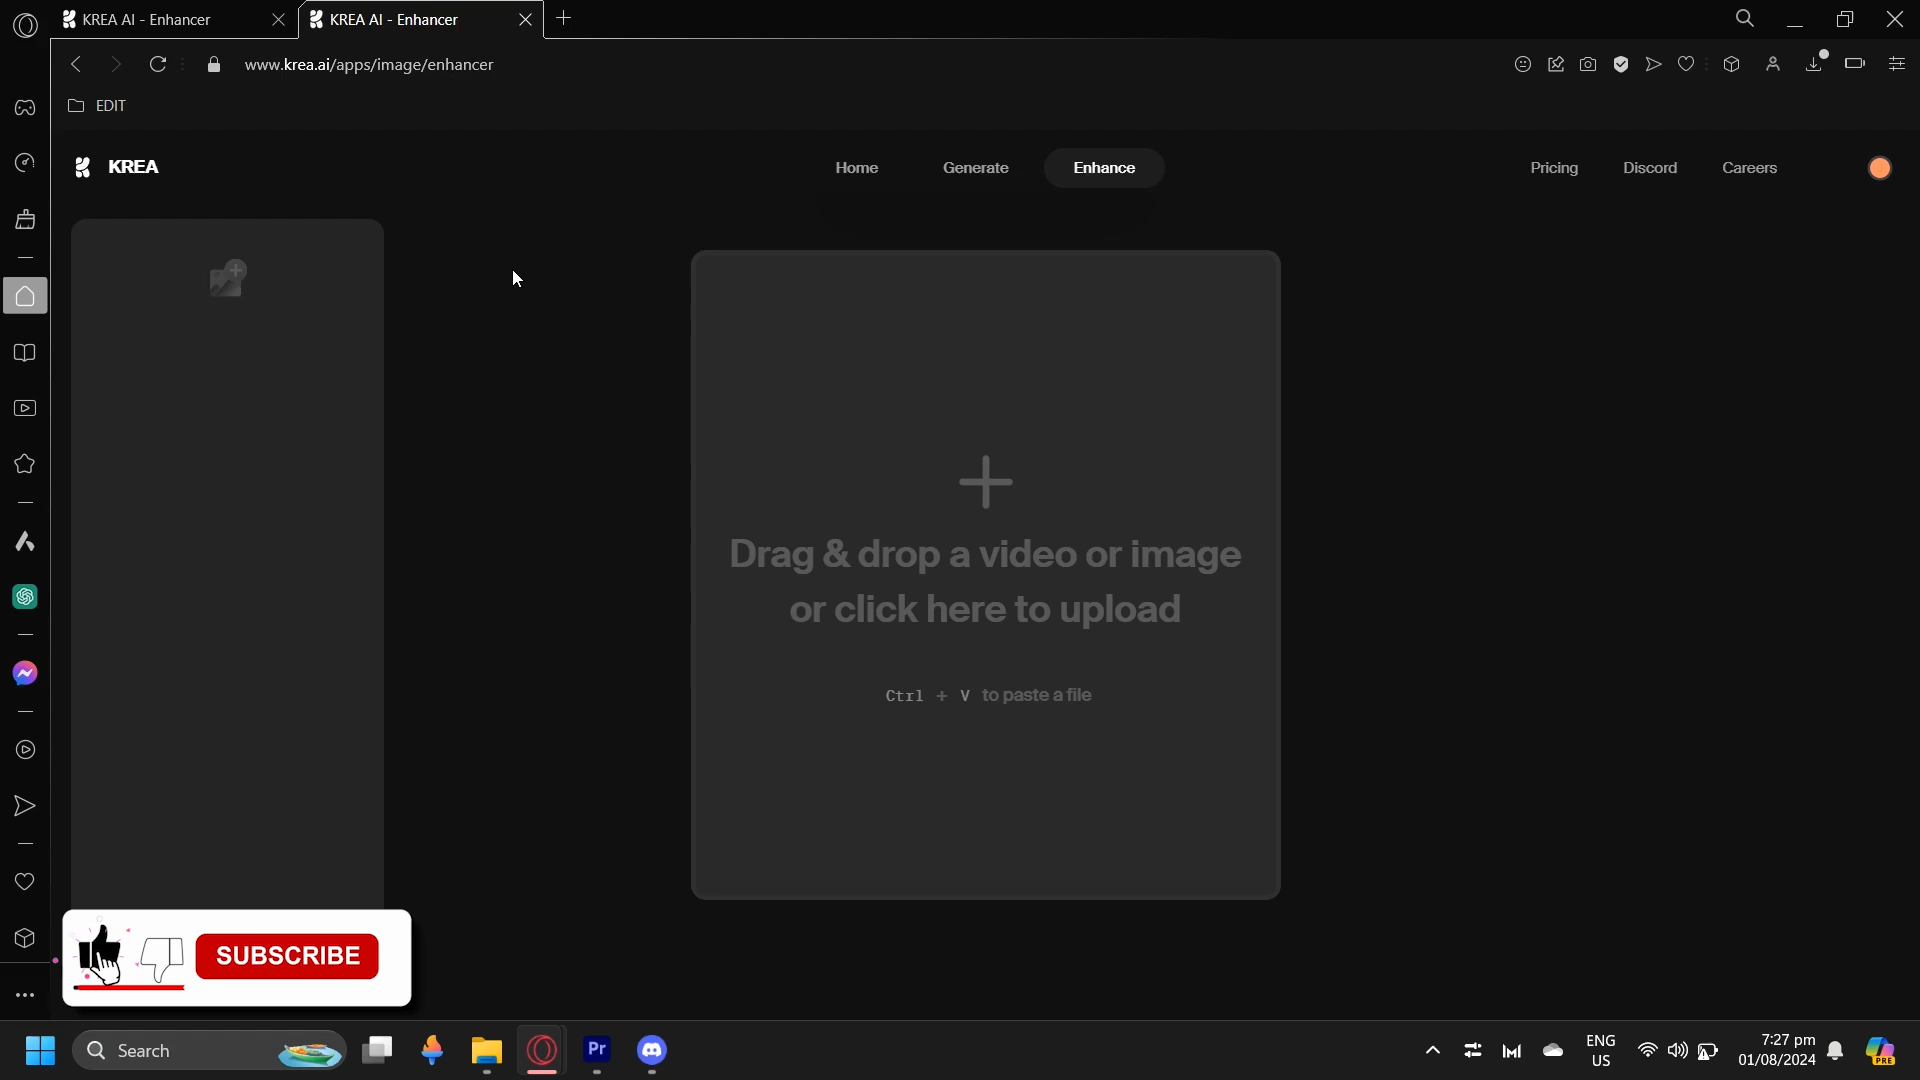 KREA AI - Enhancer
KREA AI - Enhancer
www.krea.ai/apps/image/enhancer
EDIT
KREA
Home
Generate
Enhance
Pricing
Discord
Careers
Drag & drop a video or image
or click here to upload
Ctrl + V to paste a file
SUBSCRIBE
Search
Pr
ENG
US
7:27 pm
01/08/2024
PRE